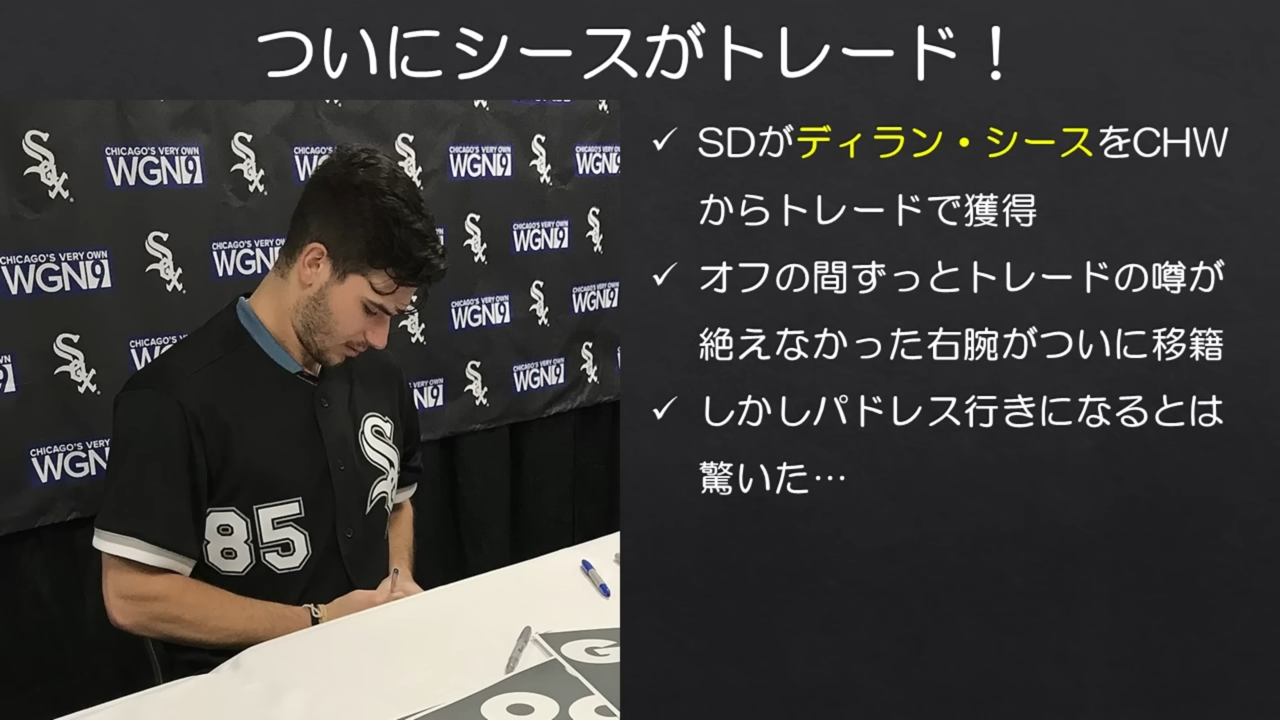 ついにシースがトレード！
✓ SDがディラン・シースをCHW
からトレードで獲得
✓ オフの間ずっとトレードの噂が
絶えなかった右腕がついに移籍
✓ しかしパドレス行きになるとは
驚いた…
Sox
CHICAGO'S VERY OWN
WGN9
85